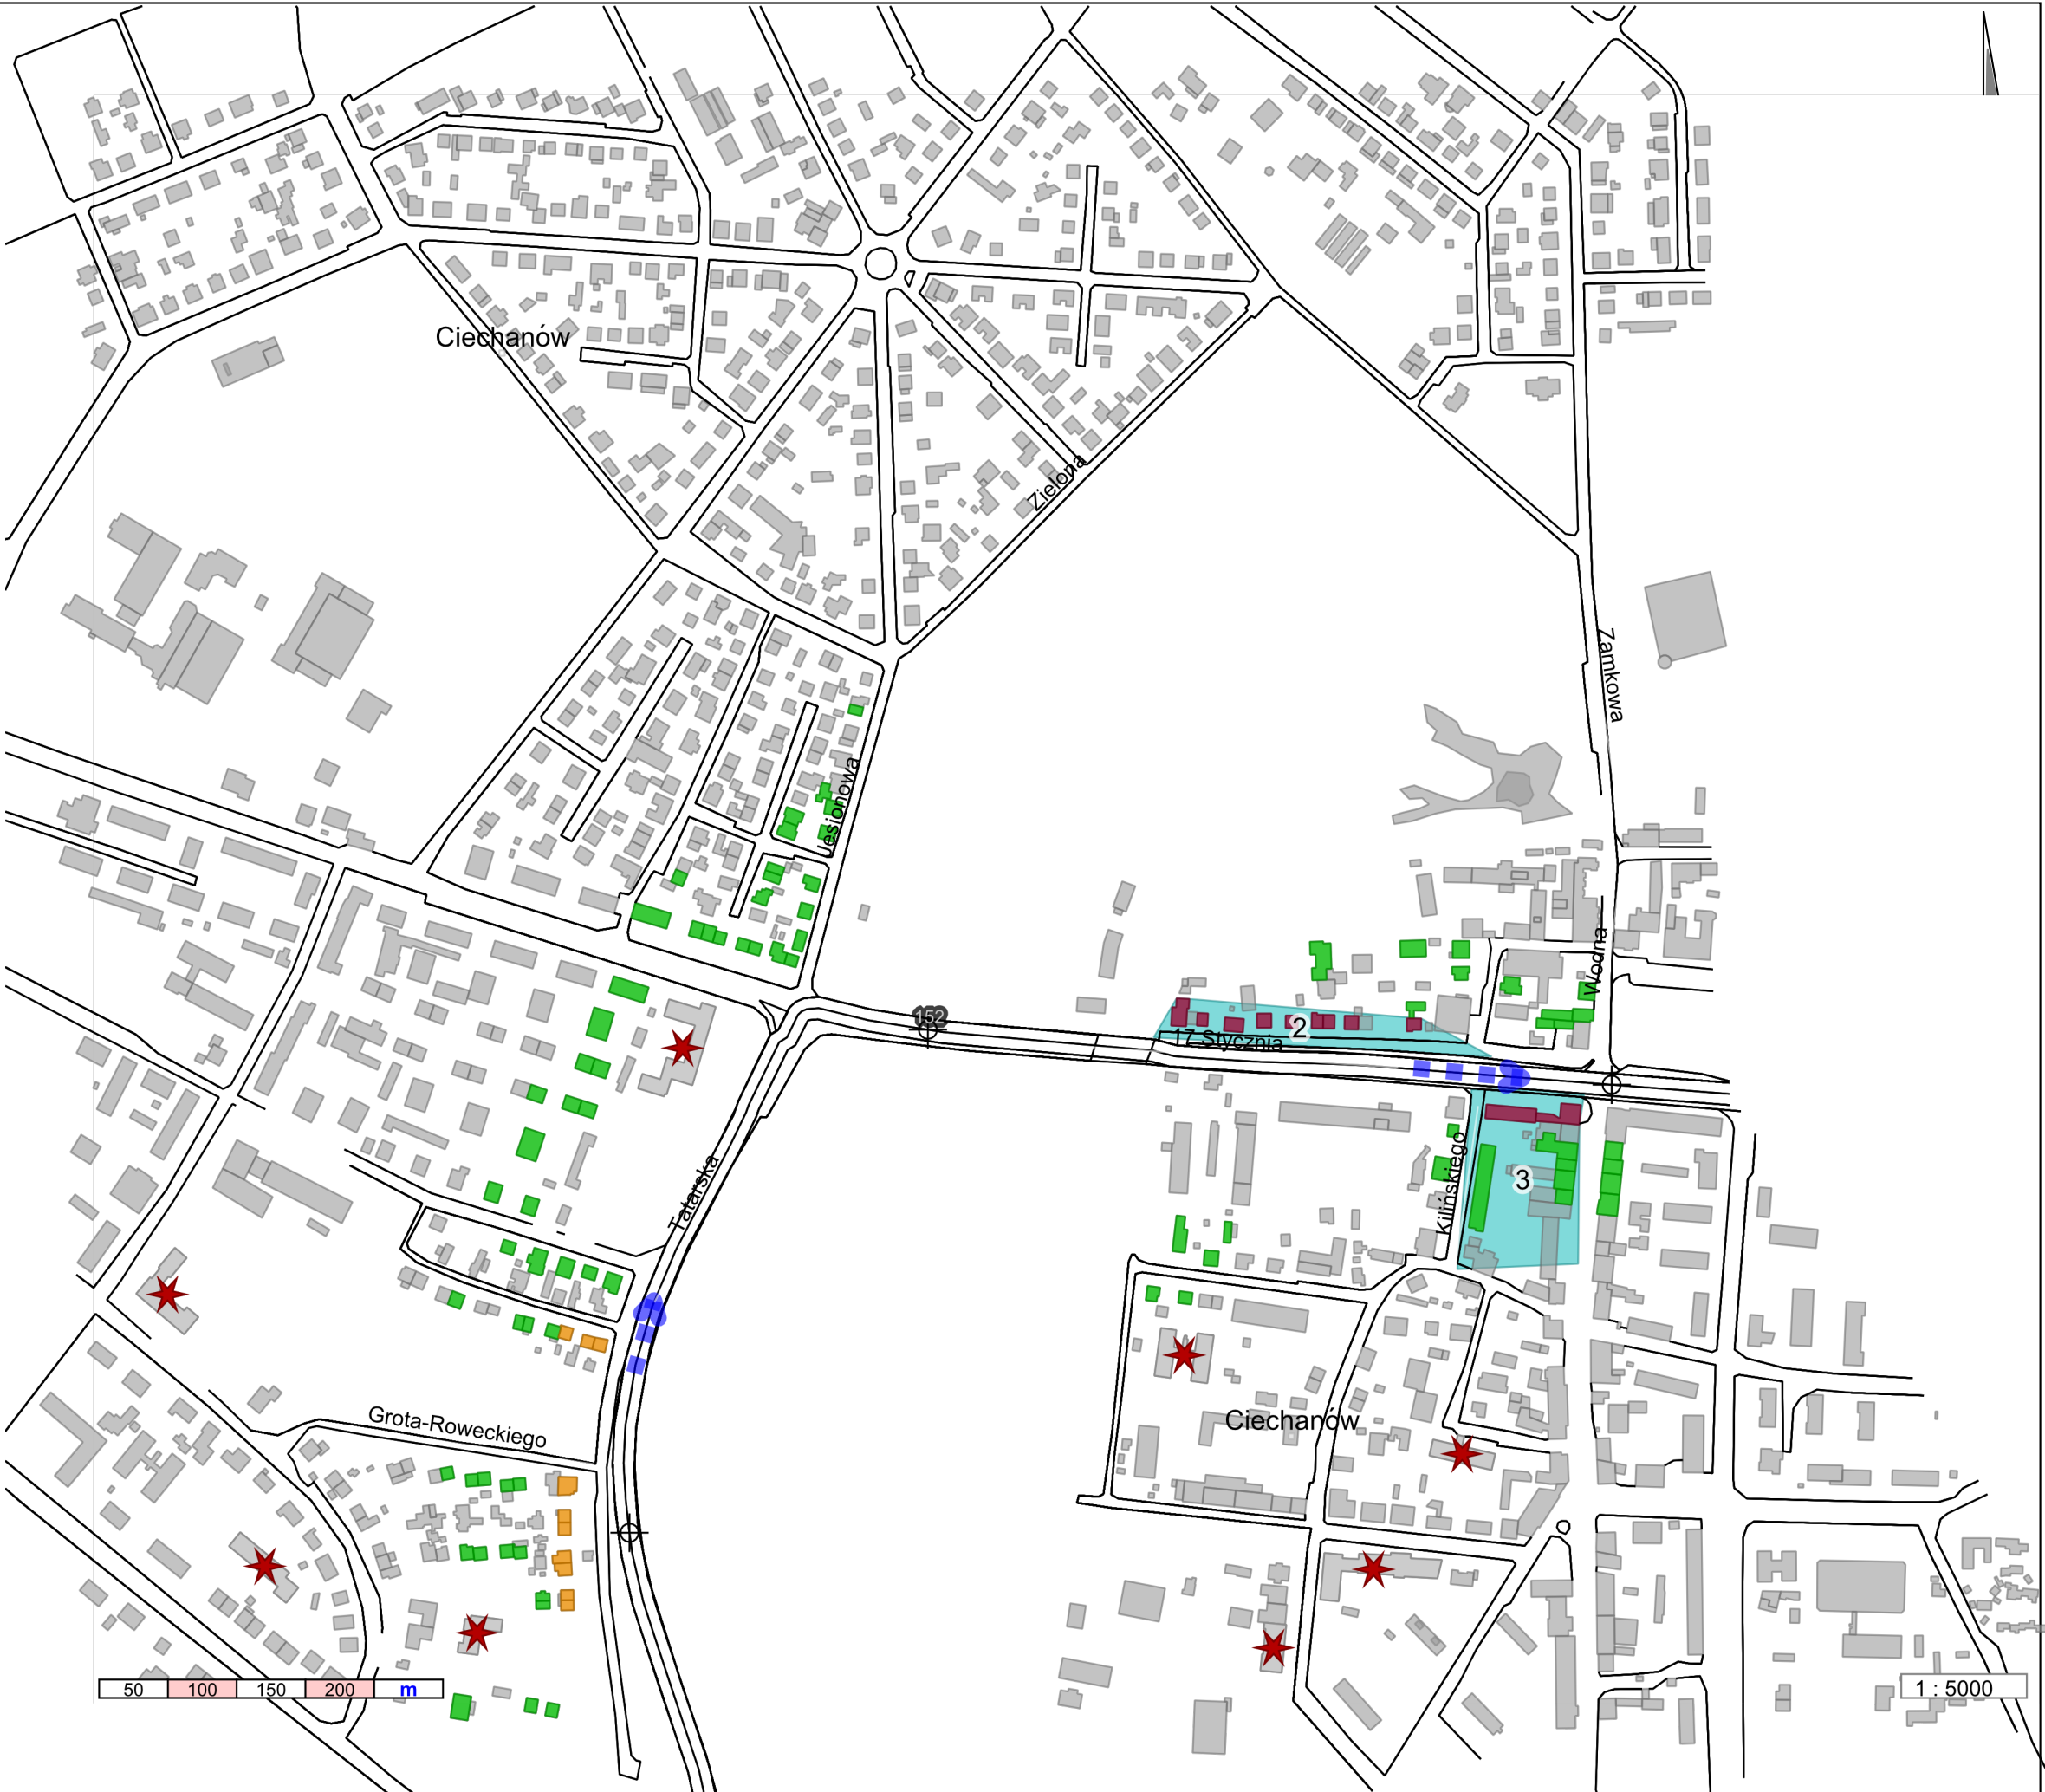 Ciechanów
Zielona
Zamkowa
Jesionowa
Wodna
152
2
17 Stycznia
Kilińskiego
3
Tatarska
Grota-Roweckiego
Ciechanów
50 100 150 200 m
1 : 5000